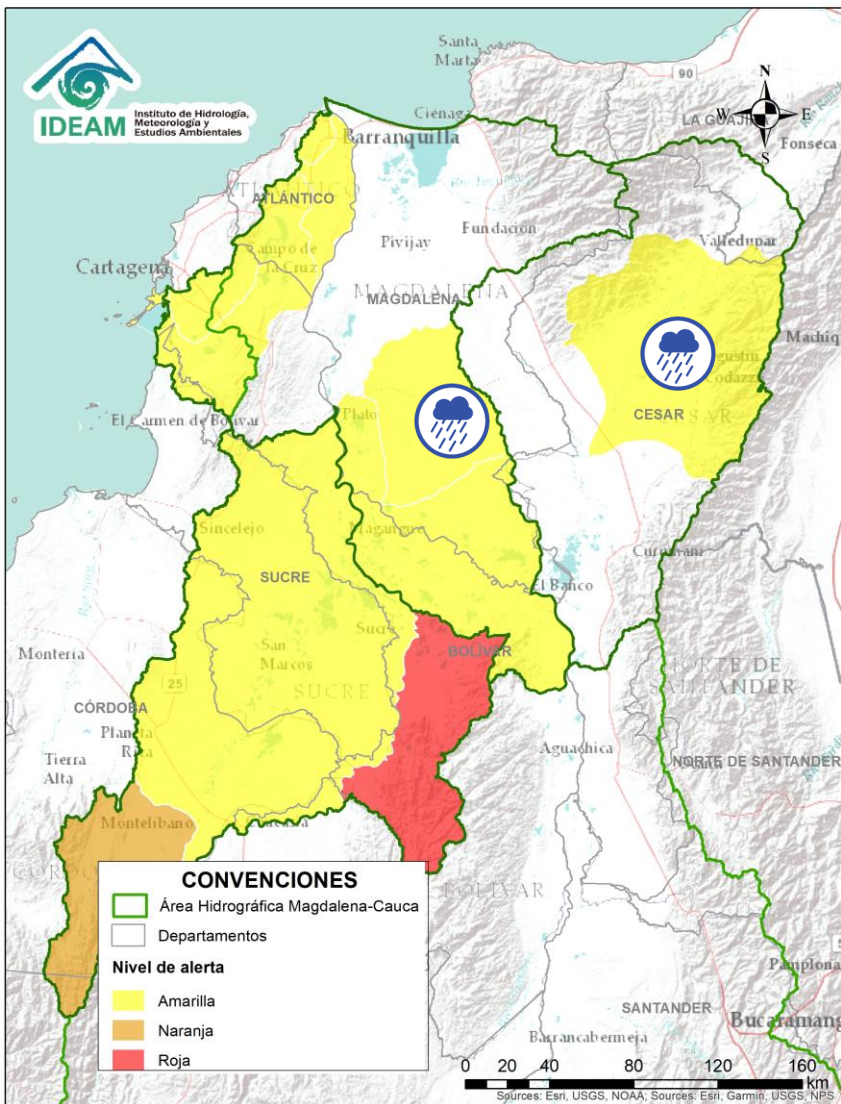 IDEAM
Instituto de Hidrología,
Meteorología y
Estudios Ambientales
Santa
Marta
90
N
W
E
S
LA GUAJIRA
Ciénaga
Barranquilla
Fonseca
ATLÁNTICO
Fundación
Valledupar
Pivijay
Campo de
la Cruz
Cartagena
MAGDALENA
MAGDALENA
Agustín
Codazzi
CESAR
Plato
El Carmen de Bolívar
Sincelejo
Magangué
Curumaní
SUCRE
El Banco
Sucre
BOLÍVAR
San
Marcos
Montería
25
SUCRE
NORTE DE
SANTANDER
CÓRDOBA
Planeta
Rica
Tierra
Alta
Aguachica
NORTE DE SANTANDER
Montelíbano
BOLÍVAR
CONVENCIONES
Área Hidrográfica Magdalena-Cauca
Departamentos
Nivel de alerta
Amarilla
Naranja
Roja
Pamplona
SANTANDER
Bucaramang
Barrancabermeja
0 20 40 80 120 160
km
Sources: Esri, USGS, NOAA; Sources: Esri, Garmin, USGS, NPS